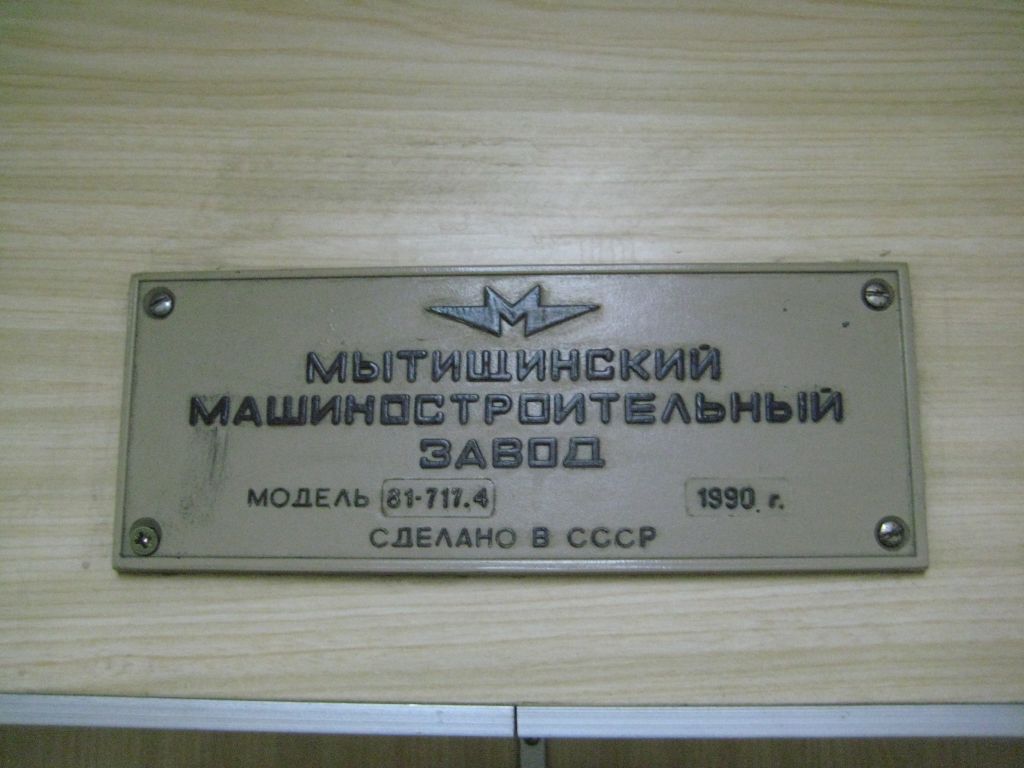 МЫТИЩИНСКИЙ
МАШИНОСТРОИТЕЛЬНЫЙ
ЗАВОД
МОДЕЛЬ 81-717.4 1990. г.
СДЕЛАНО В СССР